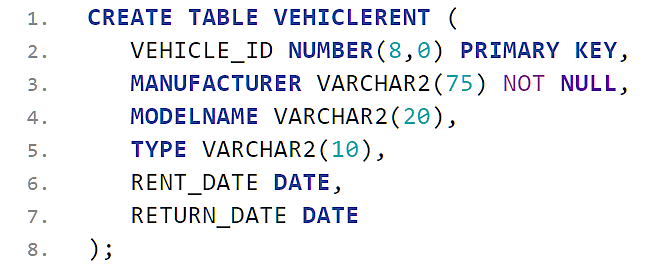 1. CREATE TABLE VEHICLERENT (
2. VEHICLE_ID NUMBER(8,0) PRIMARY KEY,
3. MANUFACTURER VARCHAR2(75) NOT NULL,
4. MODELNAME VARCHAR2(20),
5. TYPE VARCHAR2(10),
6. RENT_DATE DATE,
7. RETURN_DATE DATE
8. );